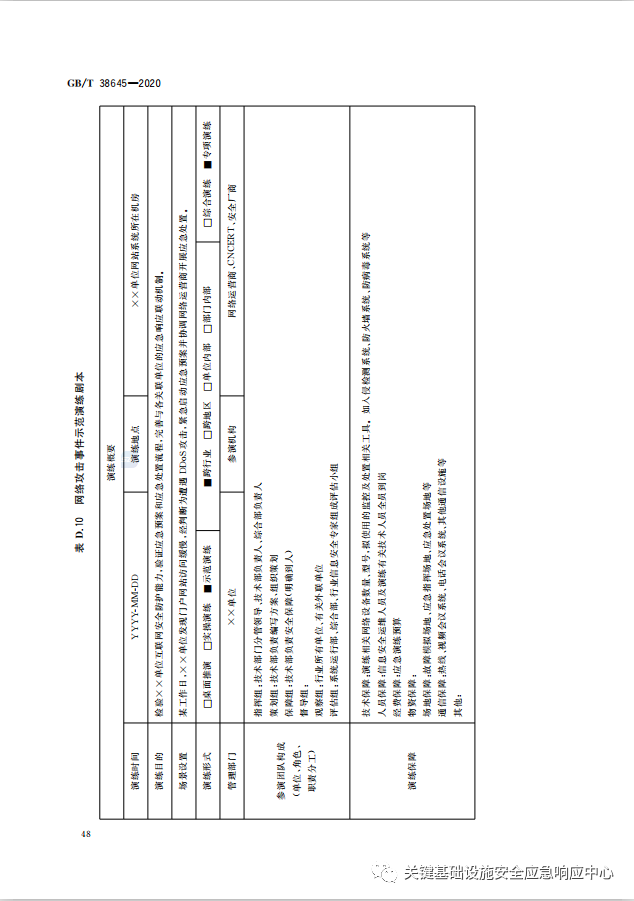 GB/T 38645—2020
表 D.10 网络攻击事件示范演练剧本
演练概要
演练时间 YYYY-MM-DD 演练地点 ××单位网站系统所在机房
演练目的 检验××单位互联网安全防护能力,验证应急预案和应急处置流程,完善与各关联单位的应急响应联动机制。
场景设置 某工作日,××单位发现门户网站访问缓慢,经判断为遭遇 DDoS 攻击,紧急启动应急预案并协调网络运营商开展应急处置。
演练形式 □桌面推演 □实操演练 ■示范演练 ■跨行业 □跨地区 □单位内部 □部门内部 □综合演练 ■专项演练
管理部门 ××单位 参演机构 网络运营商、CNCERT、安全厂商
参演团队构成
(单位、角色、
职责分工)
指挥组:技术部门分管领导、技术部负责人、综合部负责人
策划组:技术部负责编写方案、组织策划
保障组:技术部负责安全保障(明确到人)
督导组:
观察组:行业所有单位、有关外联单位
评估组:系统运行部、综合部、行业信息安全专家组成评估小组
演练保障
技术保障:演练相关网络设备数量、型号,拟使用的监控及处置相关工具。如入侵检测系统、防火墙系统、防病毒系统等
人员保障:信息安全运维人员及演练有关技术人员全员到岗
经费保障:应急演练预算
物资保障:
场地保障:故障模拟场地、应急指挥场地、应急处置场地等
通信保障:热线、视频会议系统、电话会议系统、其他通信设施等
其他:
48
关键基础设施安全应急响应中心